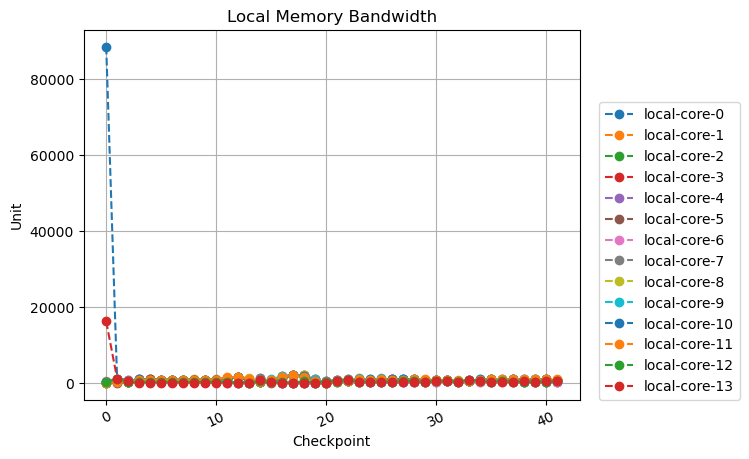 Local Memory Bandwidth
Unit
80000
60000
40000
20000
0
0
10
20
30
40
Checkpoint
local-core-0
local-core-1
local-core-2
local-core-3
local-core-4
local-core-5
local-core-6
local-core-7
local-core-8
local-core-9
local-core-10
local-core-11
local-core-12
local-core-13